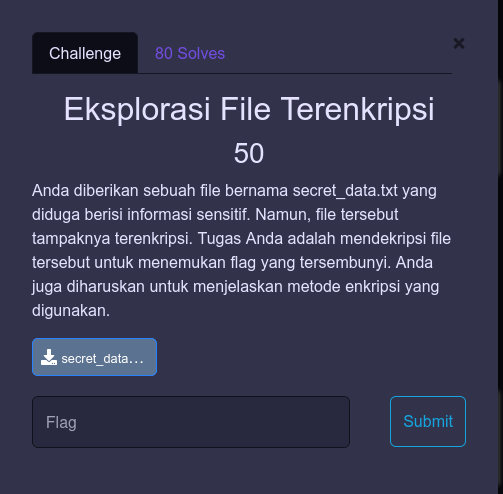 Challenge
80 Solves
×
Eksplorasi File Terenkripsi
50
Anda diberikan sebuah file bernama secret_data.txt yang
diduga berisi informasi sensitif. Namun, file tersebut
tampaknya terenkripsi. Tugas Anda adalah mendekripsi file
tersebut untuk menemukan flag yang tersembunyi. Anda
juga diharuskan untuk menjelaskan metode enkripsi yang
digunakan.
secret_data…
Flag
Submit